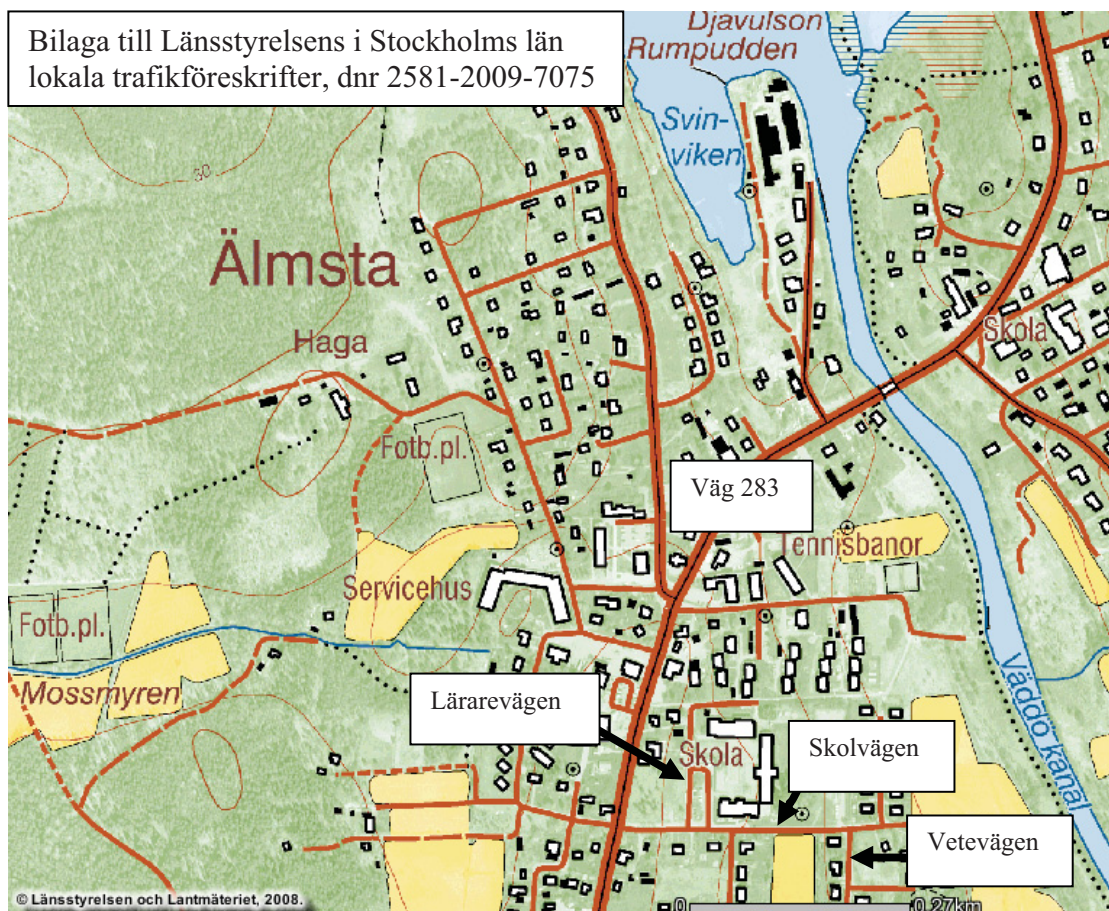 Bilaga till Länsstyrelsens i Stockholms län
lokala trafikföreskrifter, dnr 2581-2009-7075
Djavulson
Rumpudden
Svin-
viken
30
Älmsta
Haga
Skola
Fotb.pl.
Väg 283
Tennisbanor
Servicehus
Fotb.pl.
Mossmyren
Lärarevägen
Skola
Skolvägen
Väddö kanal
Vetevägen
© Länsstyrelsen och Lantmäteriet, 2008.
0 0.27km